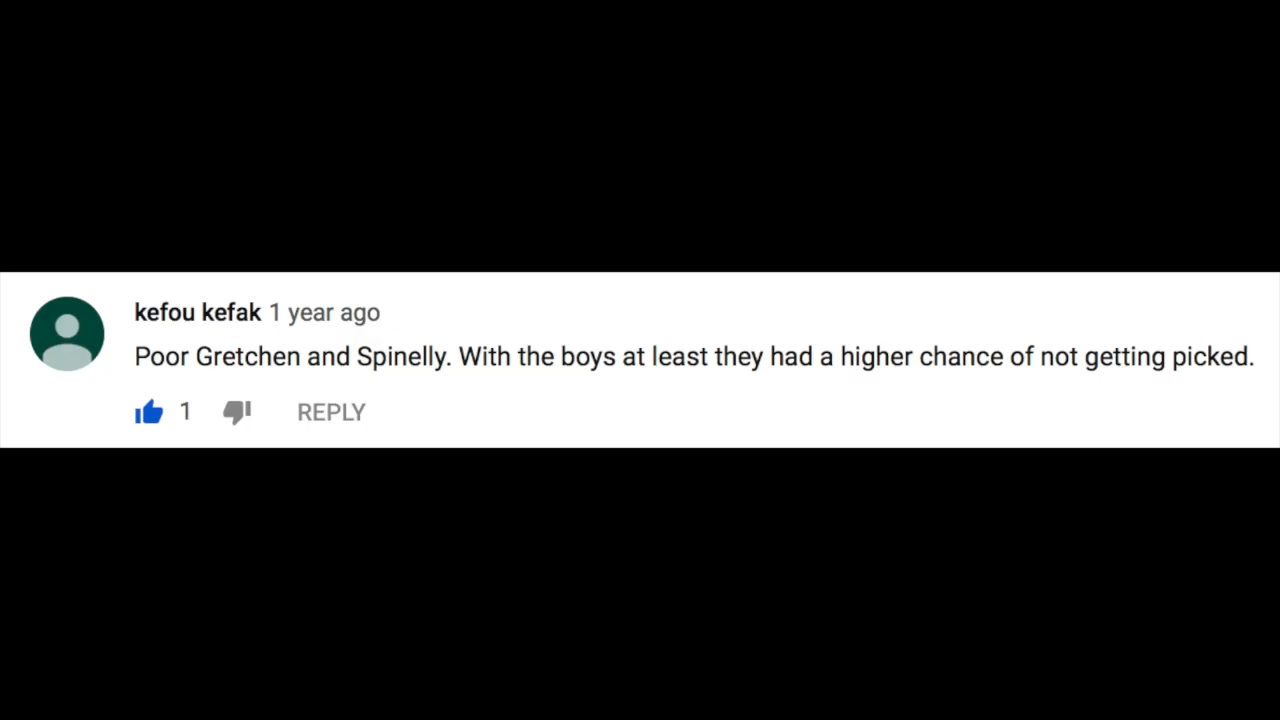 kefou kefak 1 year ago
Poor Gretchen and Spinelly. With the boys at least they had a higher chance of not getting picked.
1 REPLY